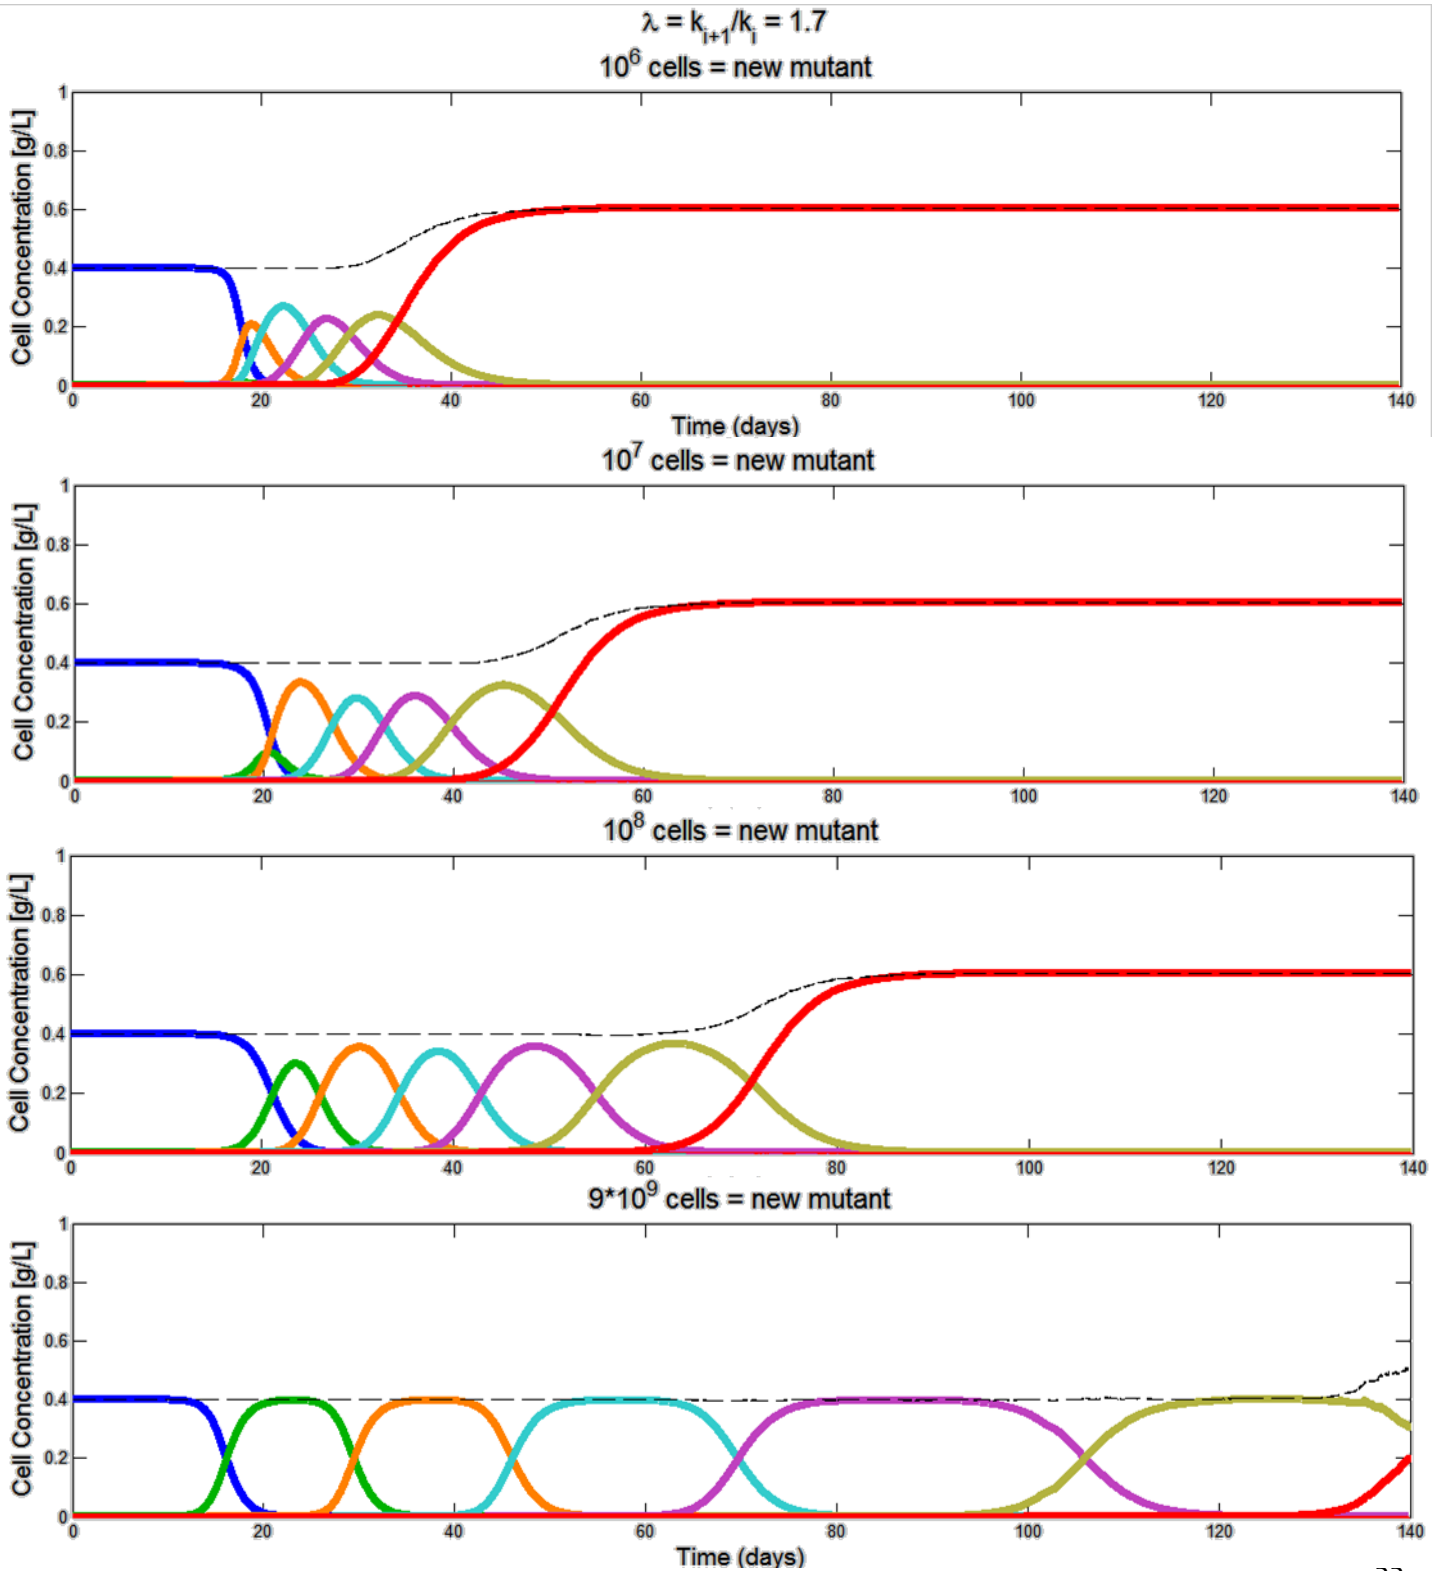 λ = k_{i+1}/k_i = 1.7
10^6 cells = new mutant
Cell Concentration [g/L]
1
0.8
0.6
0.4
0.2
0
0 20 40 60 80 100 120 140
Time (days)
10^7 cells = new mutant
Cell Concentration [g/L]
1
0.8
0.6
0.4
0.2
0
0 20 40 60 80 100 120 140
10^8 cells = new mutant
Cell Concentration [g/L]
1
0.8
0.6
0.4
0.2
0
0 20 40 60 80 100 120 140
9*10^9 cells = new mutant
Cell Concentration [g/L]
1
0.8
0.6
0.4
0.2
0
0 20 40 60 80 100 120 140
Time (days)